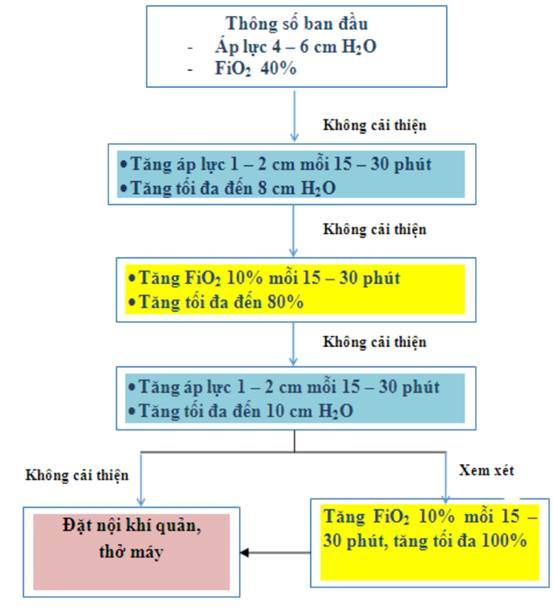 Thông số ban đầu
- Áp lực 4 – 6 cm H₂O
- FiO₂ 40%
Không cải thiện
• Tăng áp lực 1 – 2 cm mỗi 15 – 30 phút
• Tăng tối đa đến 8 cm H₂O
Không cải thiện
• Tăng FiO₂ 10% mỗi 15 – 30 phút
• Tăng tối đa đến 80%
Không cải thiện
• Tăng áp lực 1 – 2 cm mỗi 15 – 30 phút
• Tăng tối đa đến 10 cm H₂O
Không cải thiện
Xem xét
Đặt nội khí quản,
thở máy
Tăng FiO₂ 10% mỗi 15 –
30 phút, tăng tối đa 100%